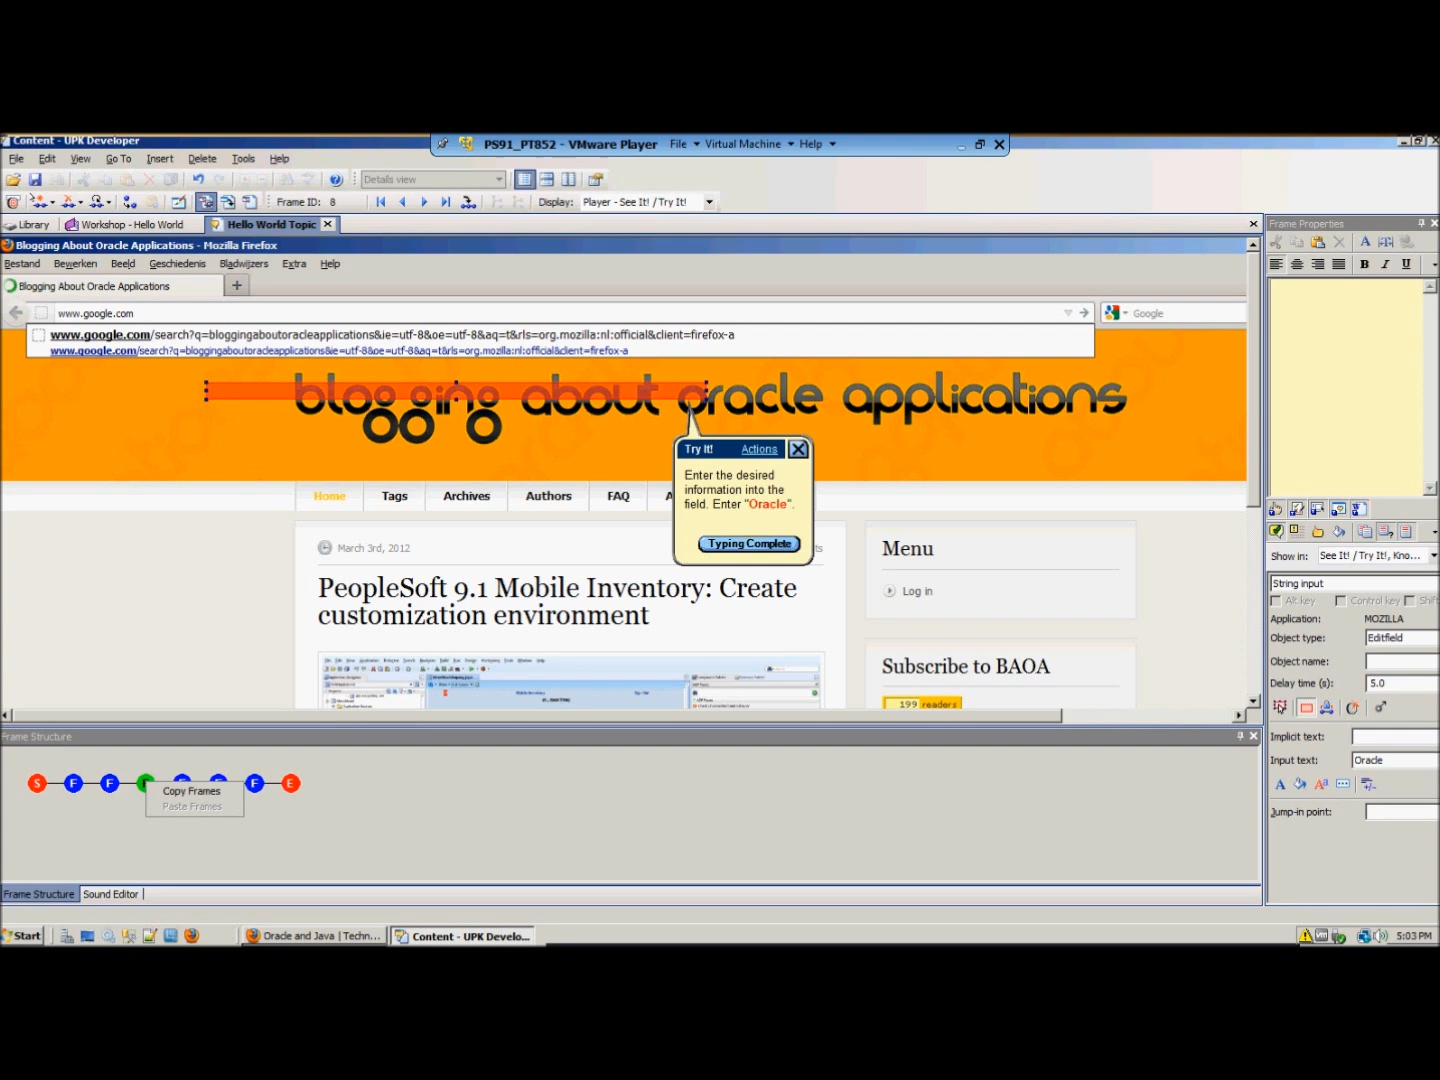 Content - UPK Developer
PS91_PT852 - VMware Player File Virtual Machine Help
File Edit View Go To Insert Delete Tools Help
Details view
Frame ID: 8 Display: Player - See It! / Try It!
Library Workshop - Hello World Hello World Topic
Frame Properties
Blogging About Oracle Applications - Mozilla Firefox
Bestand Bewerken Beeld Geschiedenis Bladwijzers Extra Help
B I U
Blogging About Oracle Applications
www.google.com Google
www.google.com/search?q=bloggingaboutoracleapplications&ie=utf-8&oe=utf-8&aq=t&rls=org.mozilla:nl:official&client=firefox-a
www.google.com/search?q=bloggingaboutoracleapplications&ie=utf-8&oe=utf-8&aq=t&rls=org.mozilla:nl:official&client=firefox-a
blogging about oracle applications
Try It! Actions
Enter the desired
information into the
field. Enter "Oracle".
Typing Complete
Home Tags Archives Authors FAQ A
March 3rd, 2012 ts
PeopleSoft 9.1 Mobile Inventory: Create
customization environment
Menu
Log in
Subscribe to BAOA
199 readers
Show in: See It! / Try It!, Kno...
String input
Alt key Control key Shift
Application: MOZILLA
Object type: Editfield
Object name:
Delay time (s): 5.0
Implicit text:
Input text: Oracle
Jump-in point:
Frame Structure
S F F F F E
Copy Frames
Paste Frames
Frame Structure Sound Editor
Start Oracle and Java | Techn... Content - UPK Develo... 5:03 PM